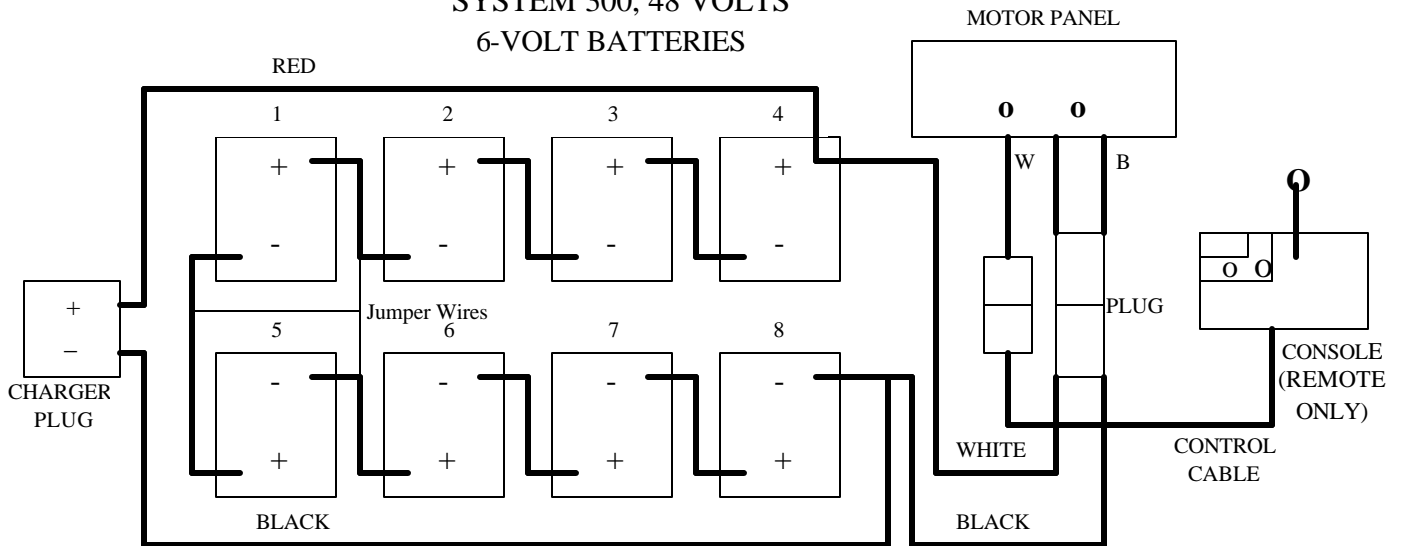 SYSTEM 500, 48 VOLTS
6-VOLT BATTERIES
MOTOR PANEL
RED
1
2
3
4
O
O
+
+
+
+
W
B
O
-
-
-
-
O
O
+
–
Jumper Wires
PLUG
5
6
7
8
CHARGER
PLUG
-
-
-
-
CONSOLE
(REMOTE
ONLY)
+
+
+
+
WHITE
CONTROL
CABLE
BLACK
BLACK